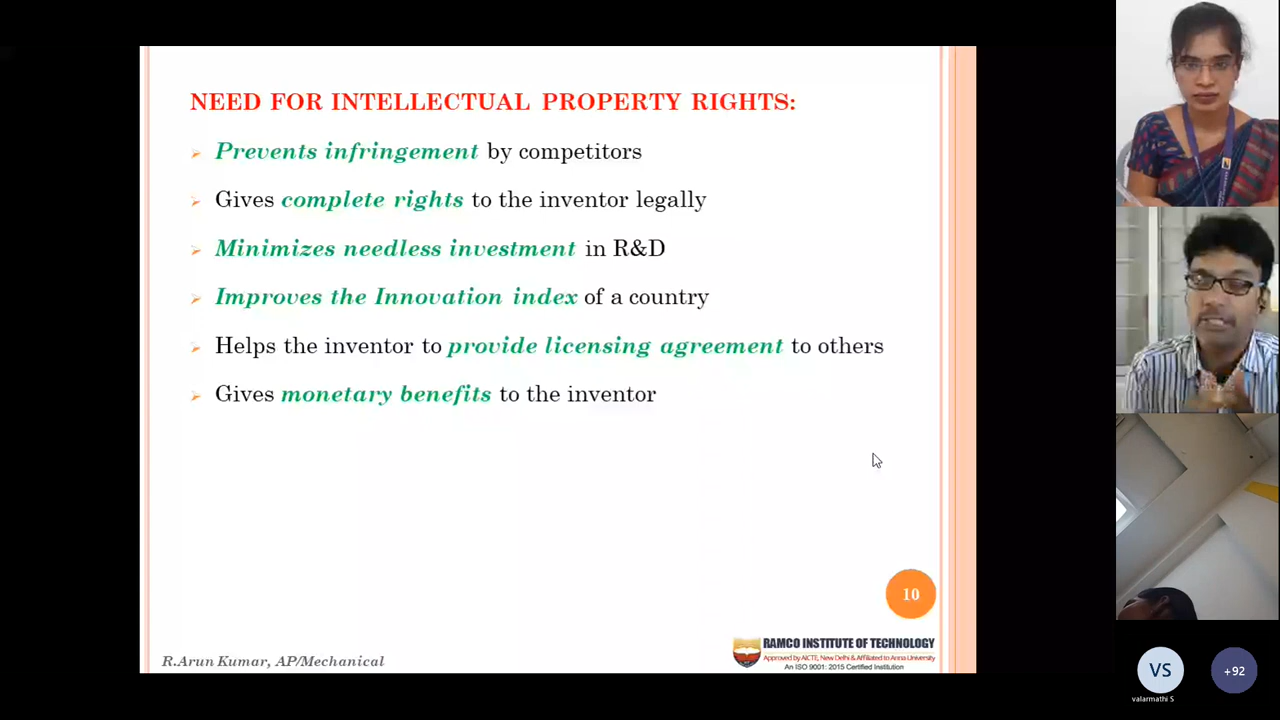 NEED FOR INTELLECTUAL PROPERTY RIGHTS:
Prevents infringement by competitors
Gives complete rights to the inventor legally
Minimizes needless investment in R&D
Improves the Innovation index of a country
Helps the inventor to provide licensing agreement to others
Gives monetary benefits to the inventor
10
R.Arun Kumar, AP/Mechanical
RAMCO INSTITUTE OF TECHNOLOGY
Approved by AICTE, New Delhi & Affiliated to Anna University
An ISO 9001: 2015 Certified Institution
VS
valarmathi S
+92